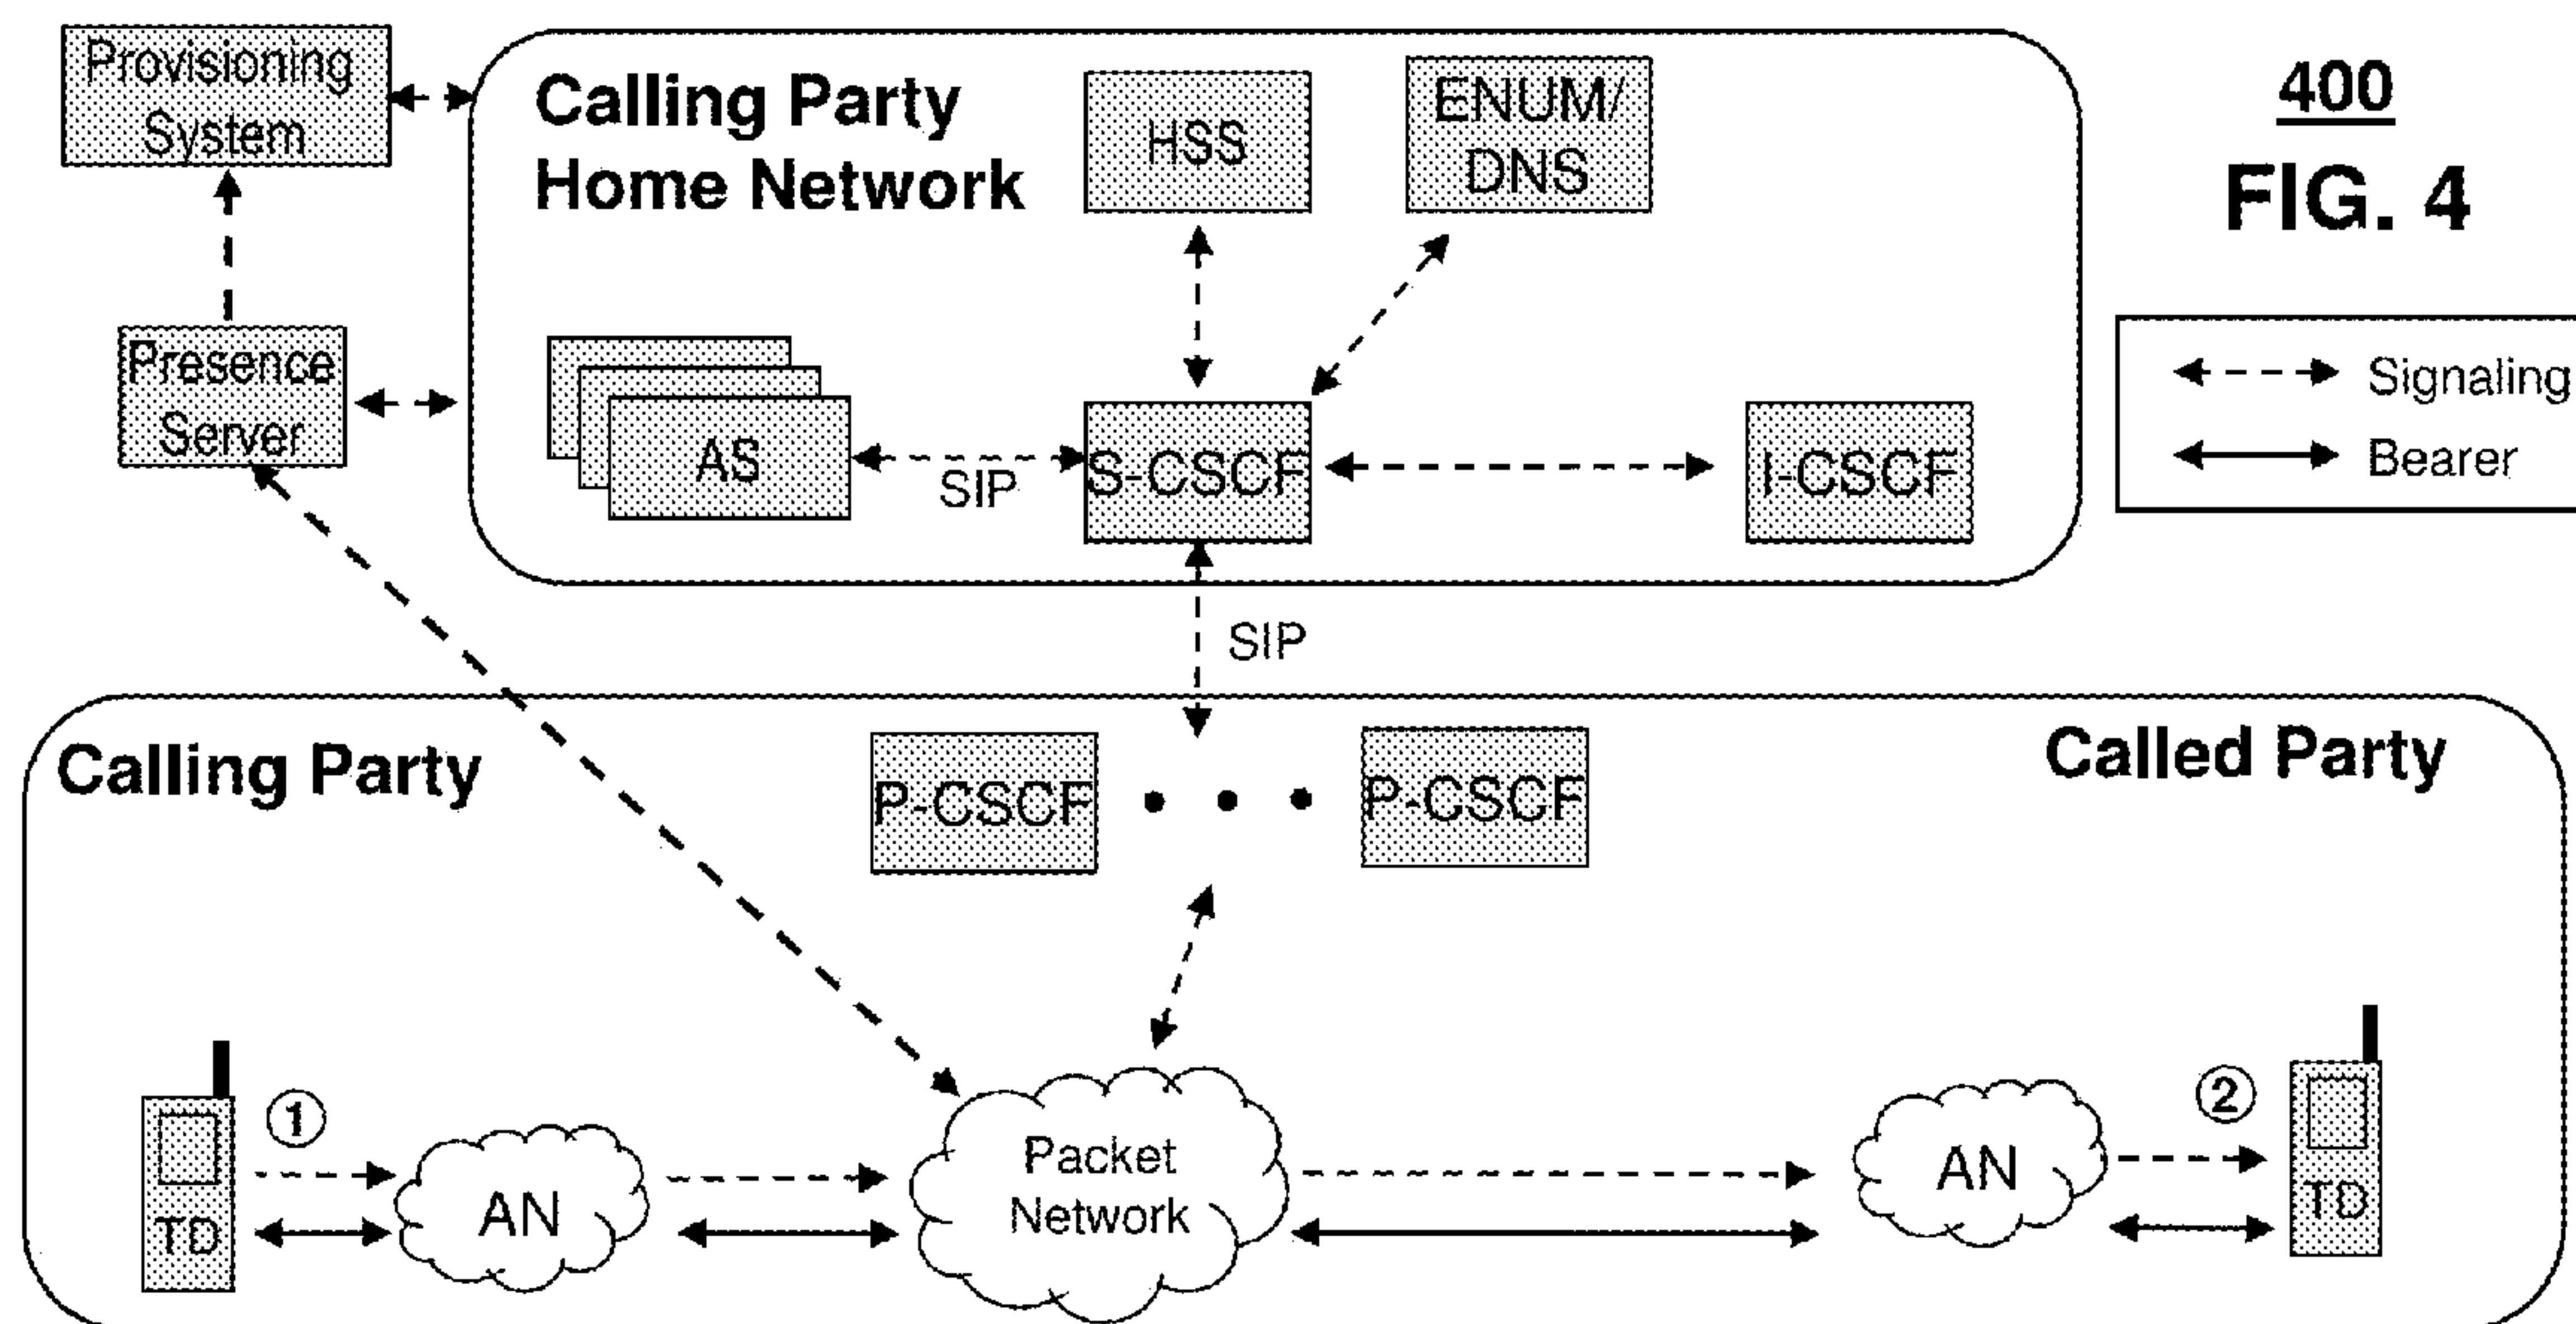 Provisioning
System
Calling Party
Home Network
HSS
ENUM/
DNS
400
FIG. 4
Presence
Server
AS
SIP
S-CSCF
I-CSCF
Signaling
Bearer
SIP
Calling Party
P-CSCF
P-CSCF
Called Party
1
TD
AN
Packet
Network
AN
2
TD